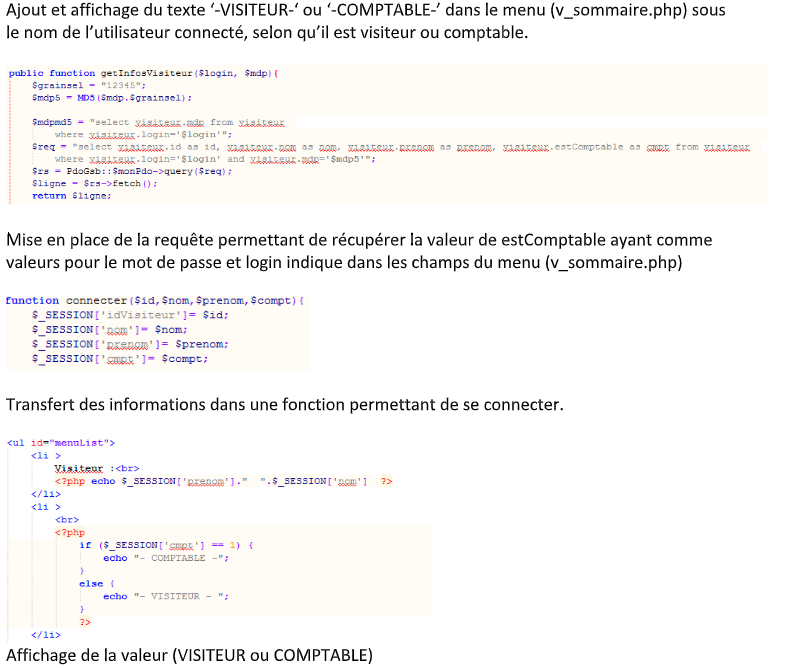 Ajout et affichage du texte ‘-VISITEUR-‘ ou ‘-COMPTABLE-’ dans le menu (v_sommaire.php) sous
le nom de l’utilisateur connecté, selon qu’il est visiteur ou comptable.
public function getInfosVisiteur($login, $mdp){
$grainsel = "12345";
$mdp5 = MD5($mdp.$grainsel);
$mdpmd5 = "select visiteur.mdp from visiteur
where visiteur.login='$login'";
$req = "select visiteur.id as id, visiteur.nom as nom, visiteur.prenom as prenom, visiteur.estComptable as cmpt from visiteur
where visiteur.login='$login' and visiteur.mdp='$mdp5'";
$rs = PdoGsb::$monPdo->query($req);
$ligne = $rs->fetch();
return $ligne;
Mise en place de la requête permettant de récupérer la valeur de estComptable ayant comme
valeurs pour le mot de passe et login indique dans les champs du menu (v_sommaire.php)
function connecter($id,$nom,$prenom,$compt){
$_SESSION['idVisiteur']= $id;
$_SESSION['nom']= $nom;
$_SESSION['prenom']= $prenom;
$_SESSION['cmpt']= $compt;
Transfert des informations dans une fonction permettant de se connecter.
<ul id="menuList">
<li >
Visiteur :<br>
<?php echo $_SESSION['prenom']."  ".$_SESSION['nom']  ?>
</li>
<li >
<br>
<?php
if ($_SESSION['cmpt'] == 1) {
echo "- COMPTABLE -";
}
else {
echo "- VISITEUR - ";
}
?>
</li>
Affichage de la valeur (VISITEUR ou COMPTABLE)